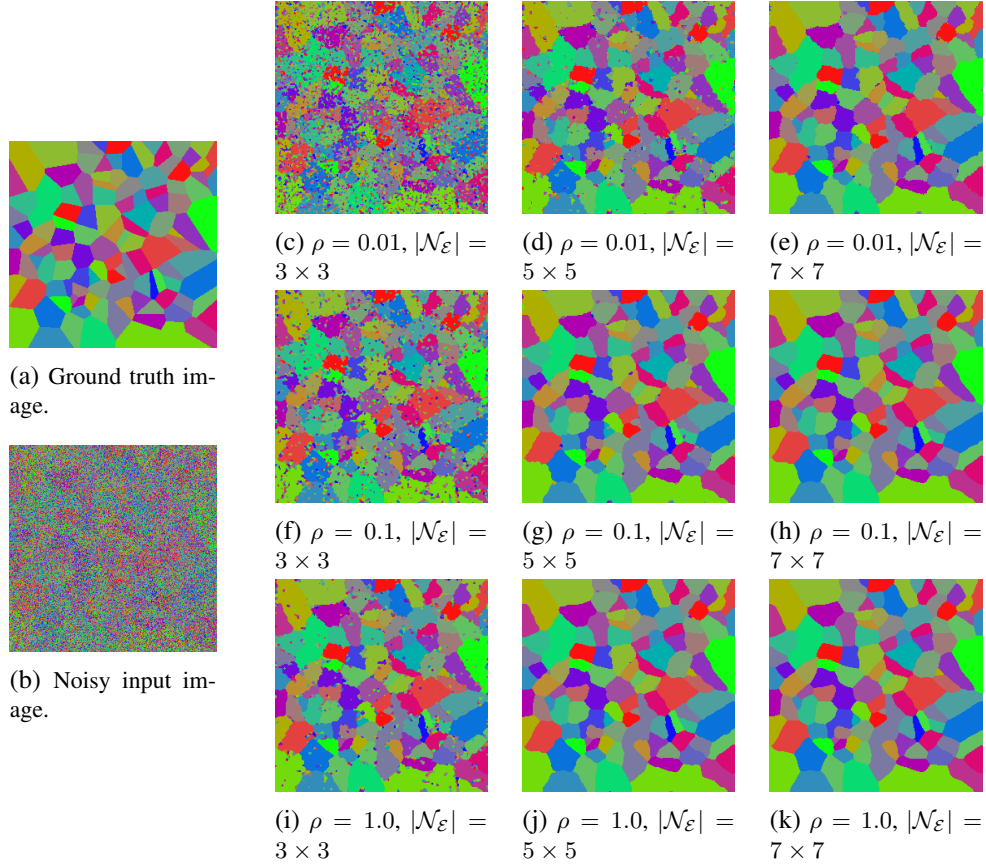 (a) Ground truth im-
age.
(b) Noisy input im-
age.
(c) ρ = 0.01, |𝒩_ℰ| =
3 × 3
(d) ρ = 0.01, |𝒩_ℰ| =
5 × 5
(e) ρ = 0.01, |𝒩_ℰ| =
7 × 7
(f) ρ = 0.1, |𝒩_ℰ| =
3 × 3
(g) ρ = 0.1, |𝒩_ℰ| =
5 × 5
(h) ρ = 0.1, |𝒩_ℰ| =
7 × 7
(i) ρ = 1.0, |𝒩_ℰ| =
3 × 3
(j) ρ = 1.0, |𝒩_ℰ| =
5 × 5
(k) ρ = 1.0, |𝒩_ℰ| =
7 × 7